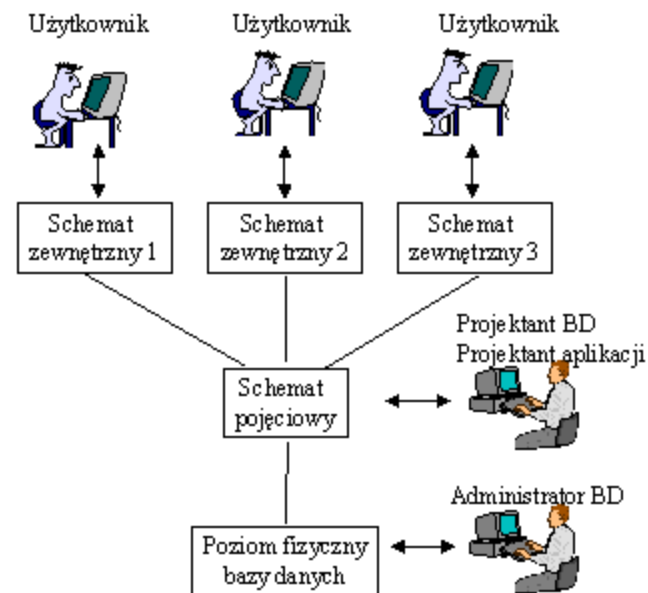 Użytkownik
Użytkownik
Użytkownik
Schemat
zewnętrzny 1
Schemat
zewnętrzny 2
Schemat
zewnętrzny 3
Projektant BD
Projektant aplikacji
Schemat
pojęciowy
Administrator BD
Poziom fizyczny
bazy danych